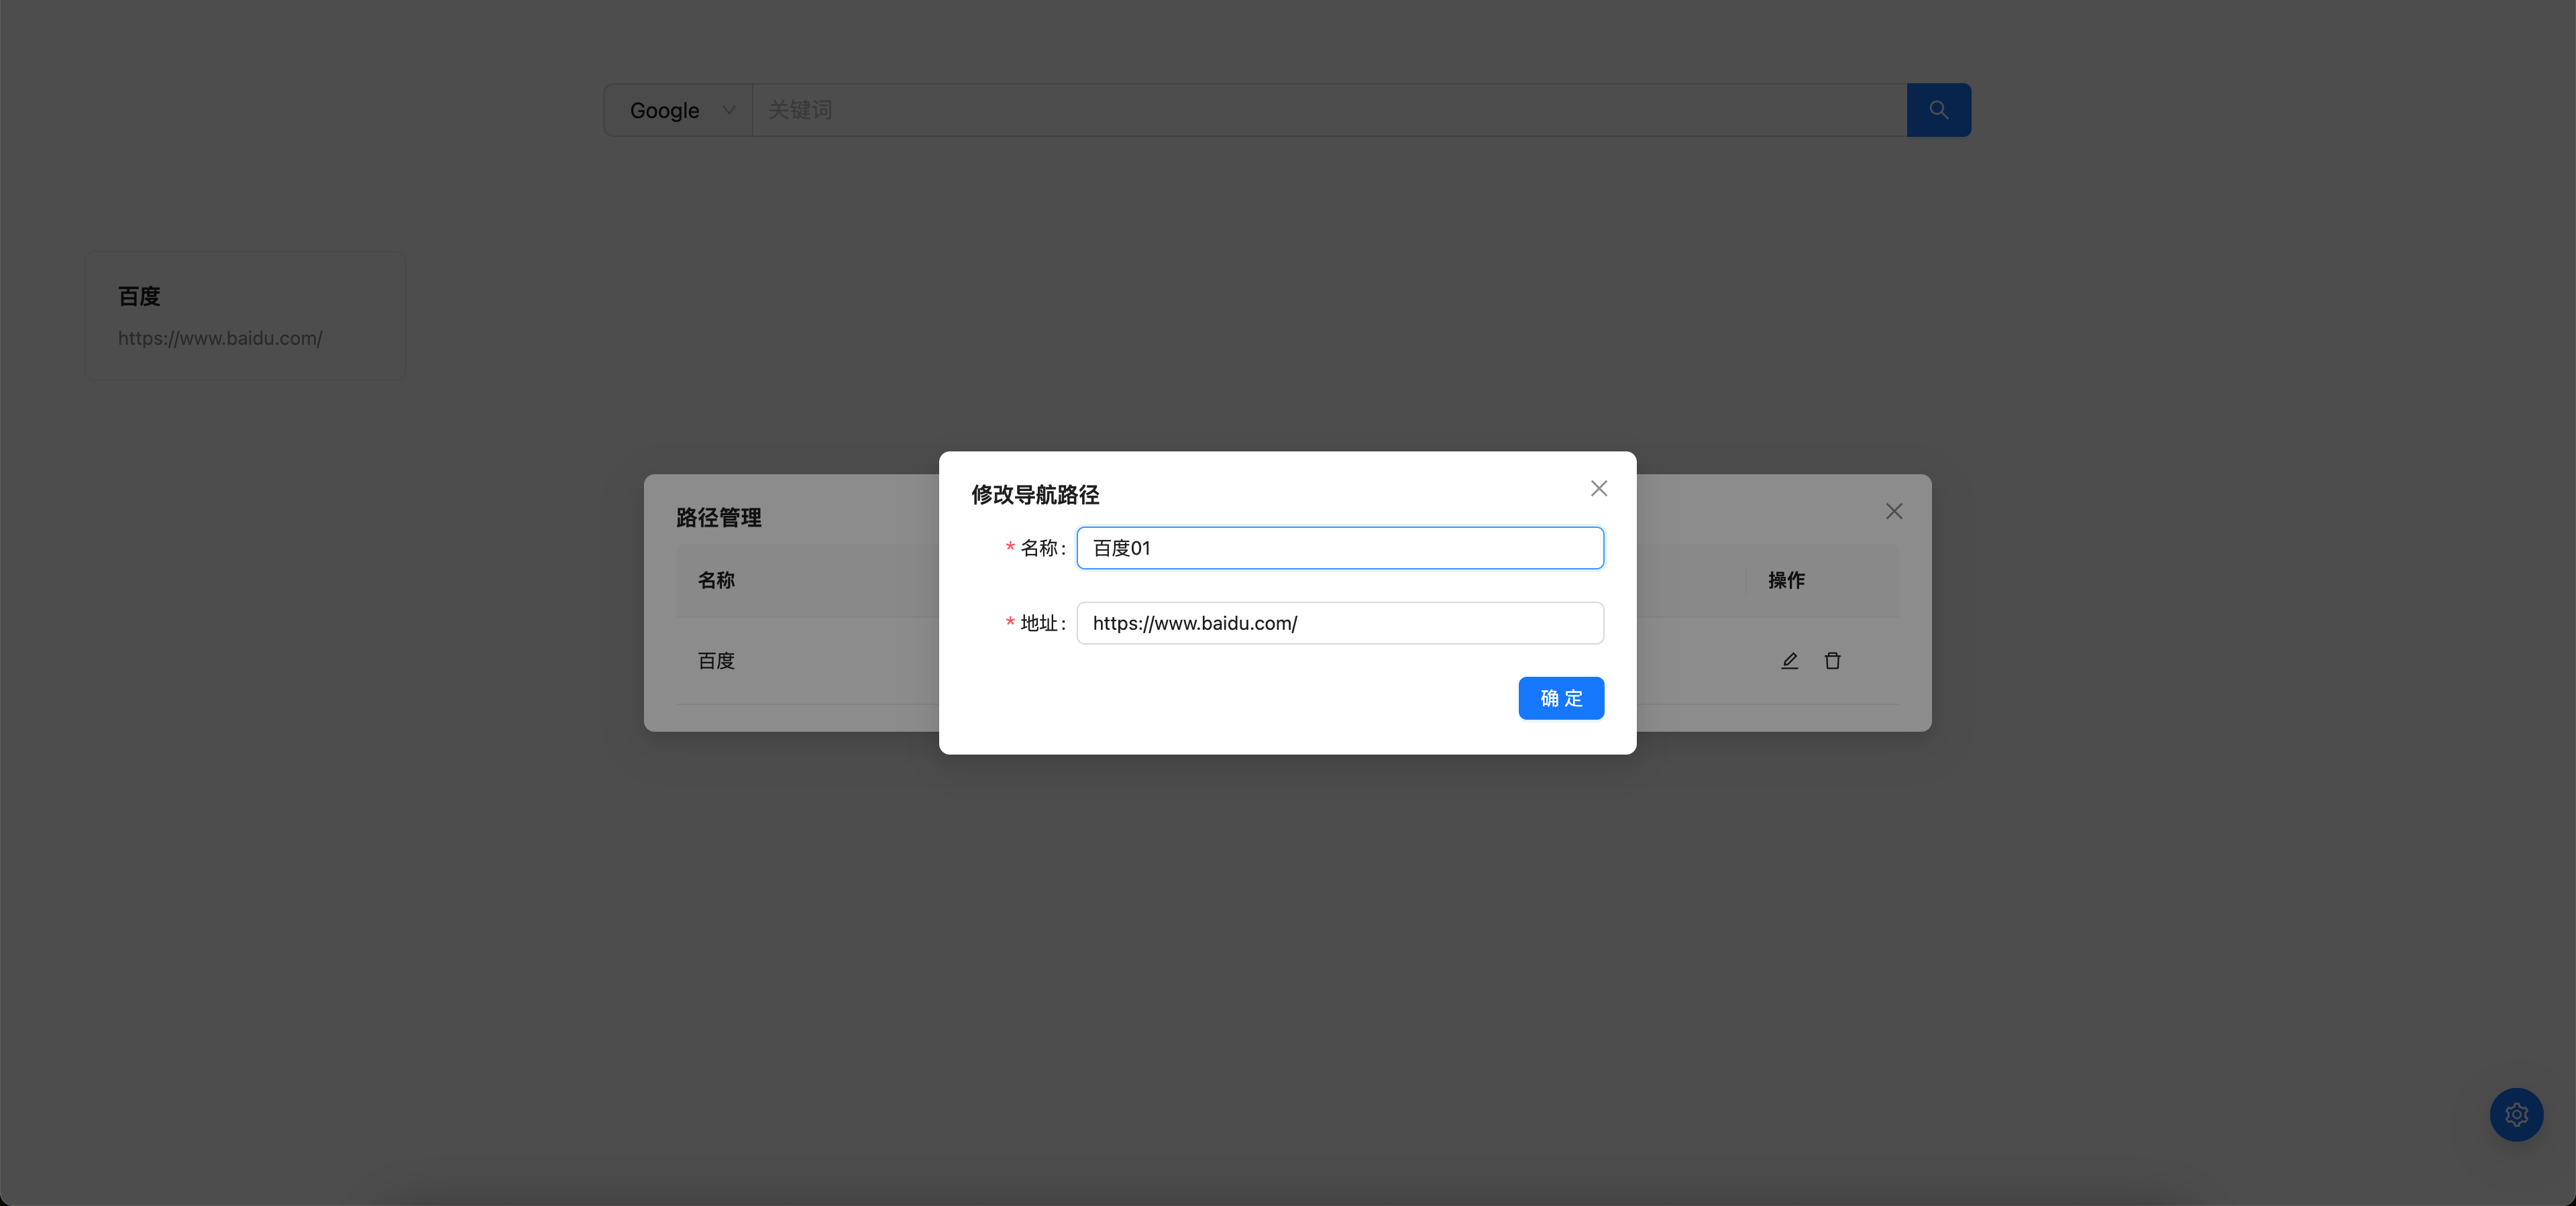 Google
关键词
百度
https://www.baidu.com/
修改导航路径
* 名称:
百度01
* 地址:
https://www.baidu.com/
确 定
路径管理
名称
操作
百度